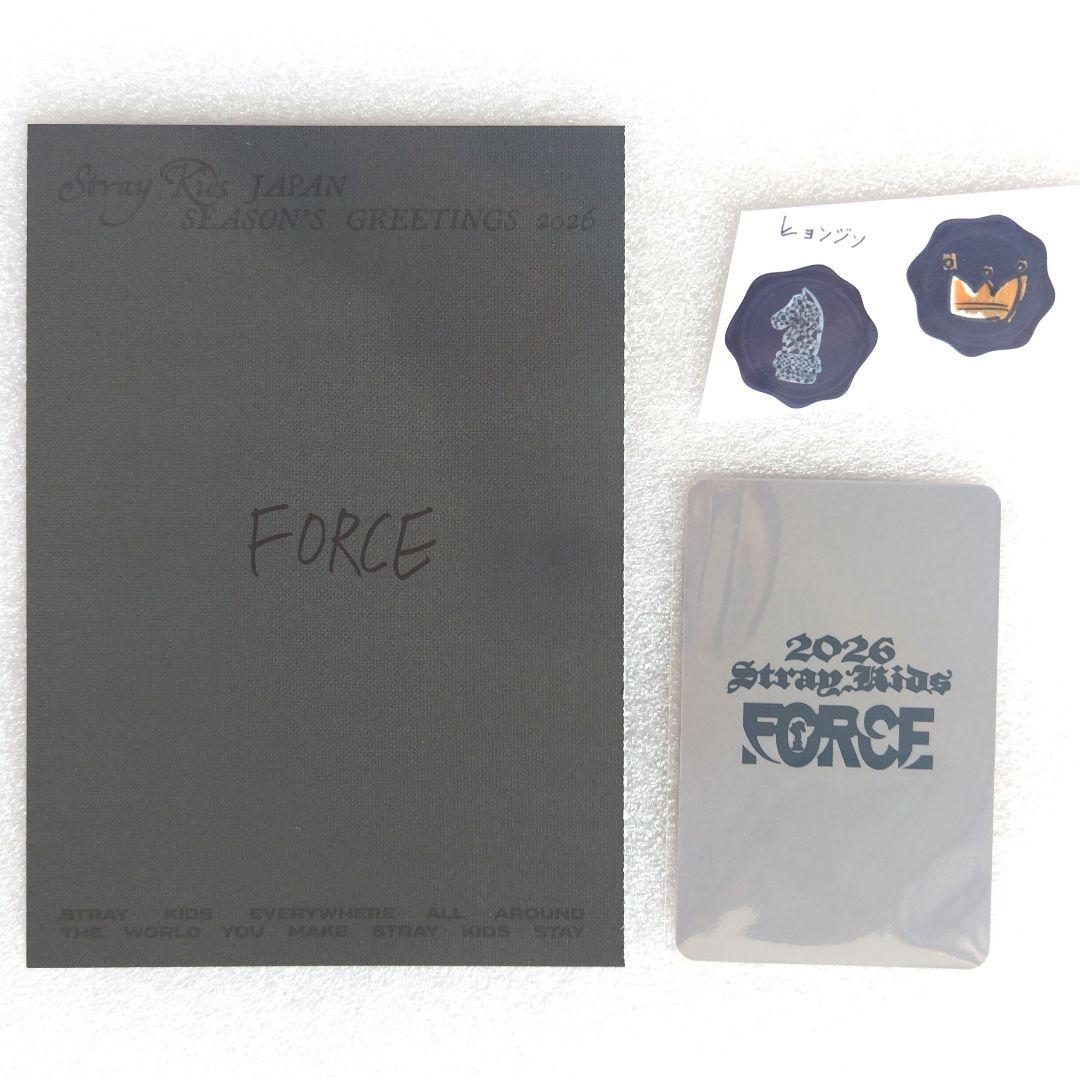 Stray Kids JAPAN
SEASON'S GREETINGS 2026
FORCE
STRAY KIDS EVERYWHERE ALL AROUND
THE WORLD YOU MAKE STRAY KIDS STAY
ヒョンジン
2026
Stray Kids
FORCE